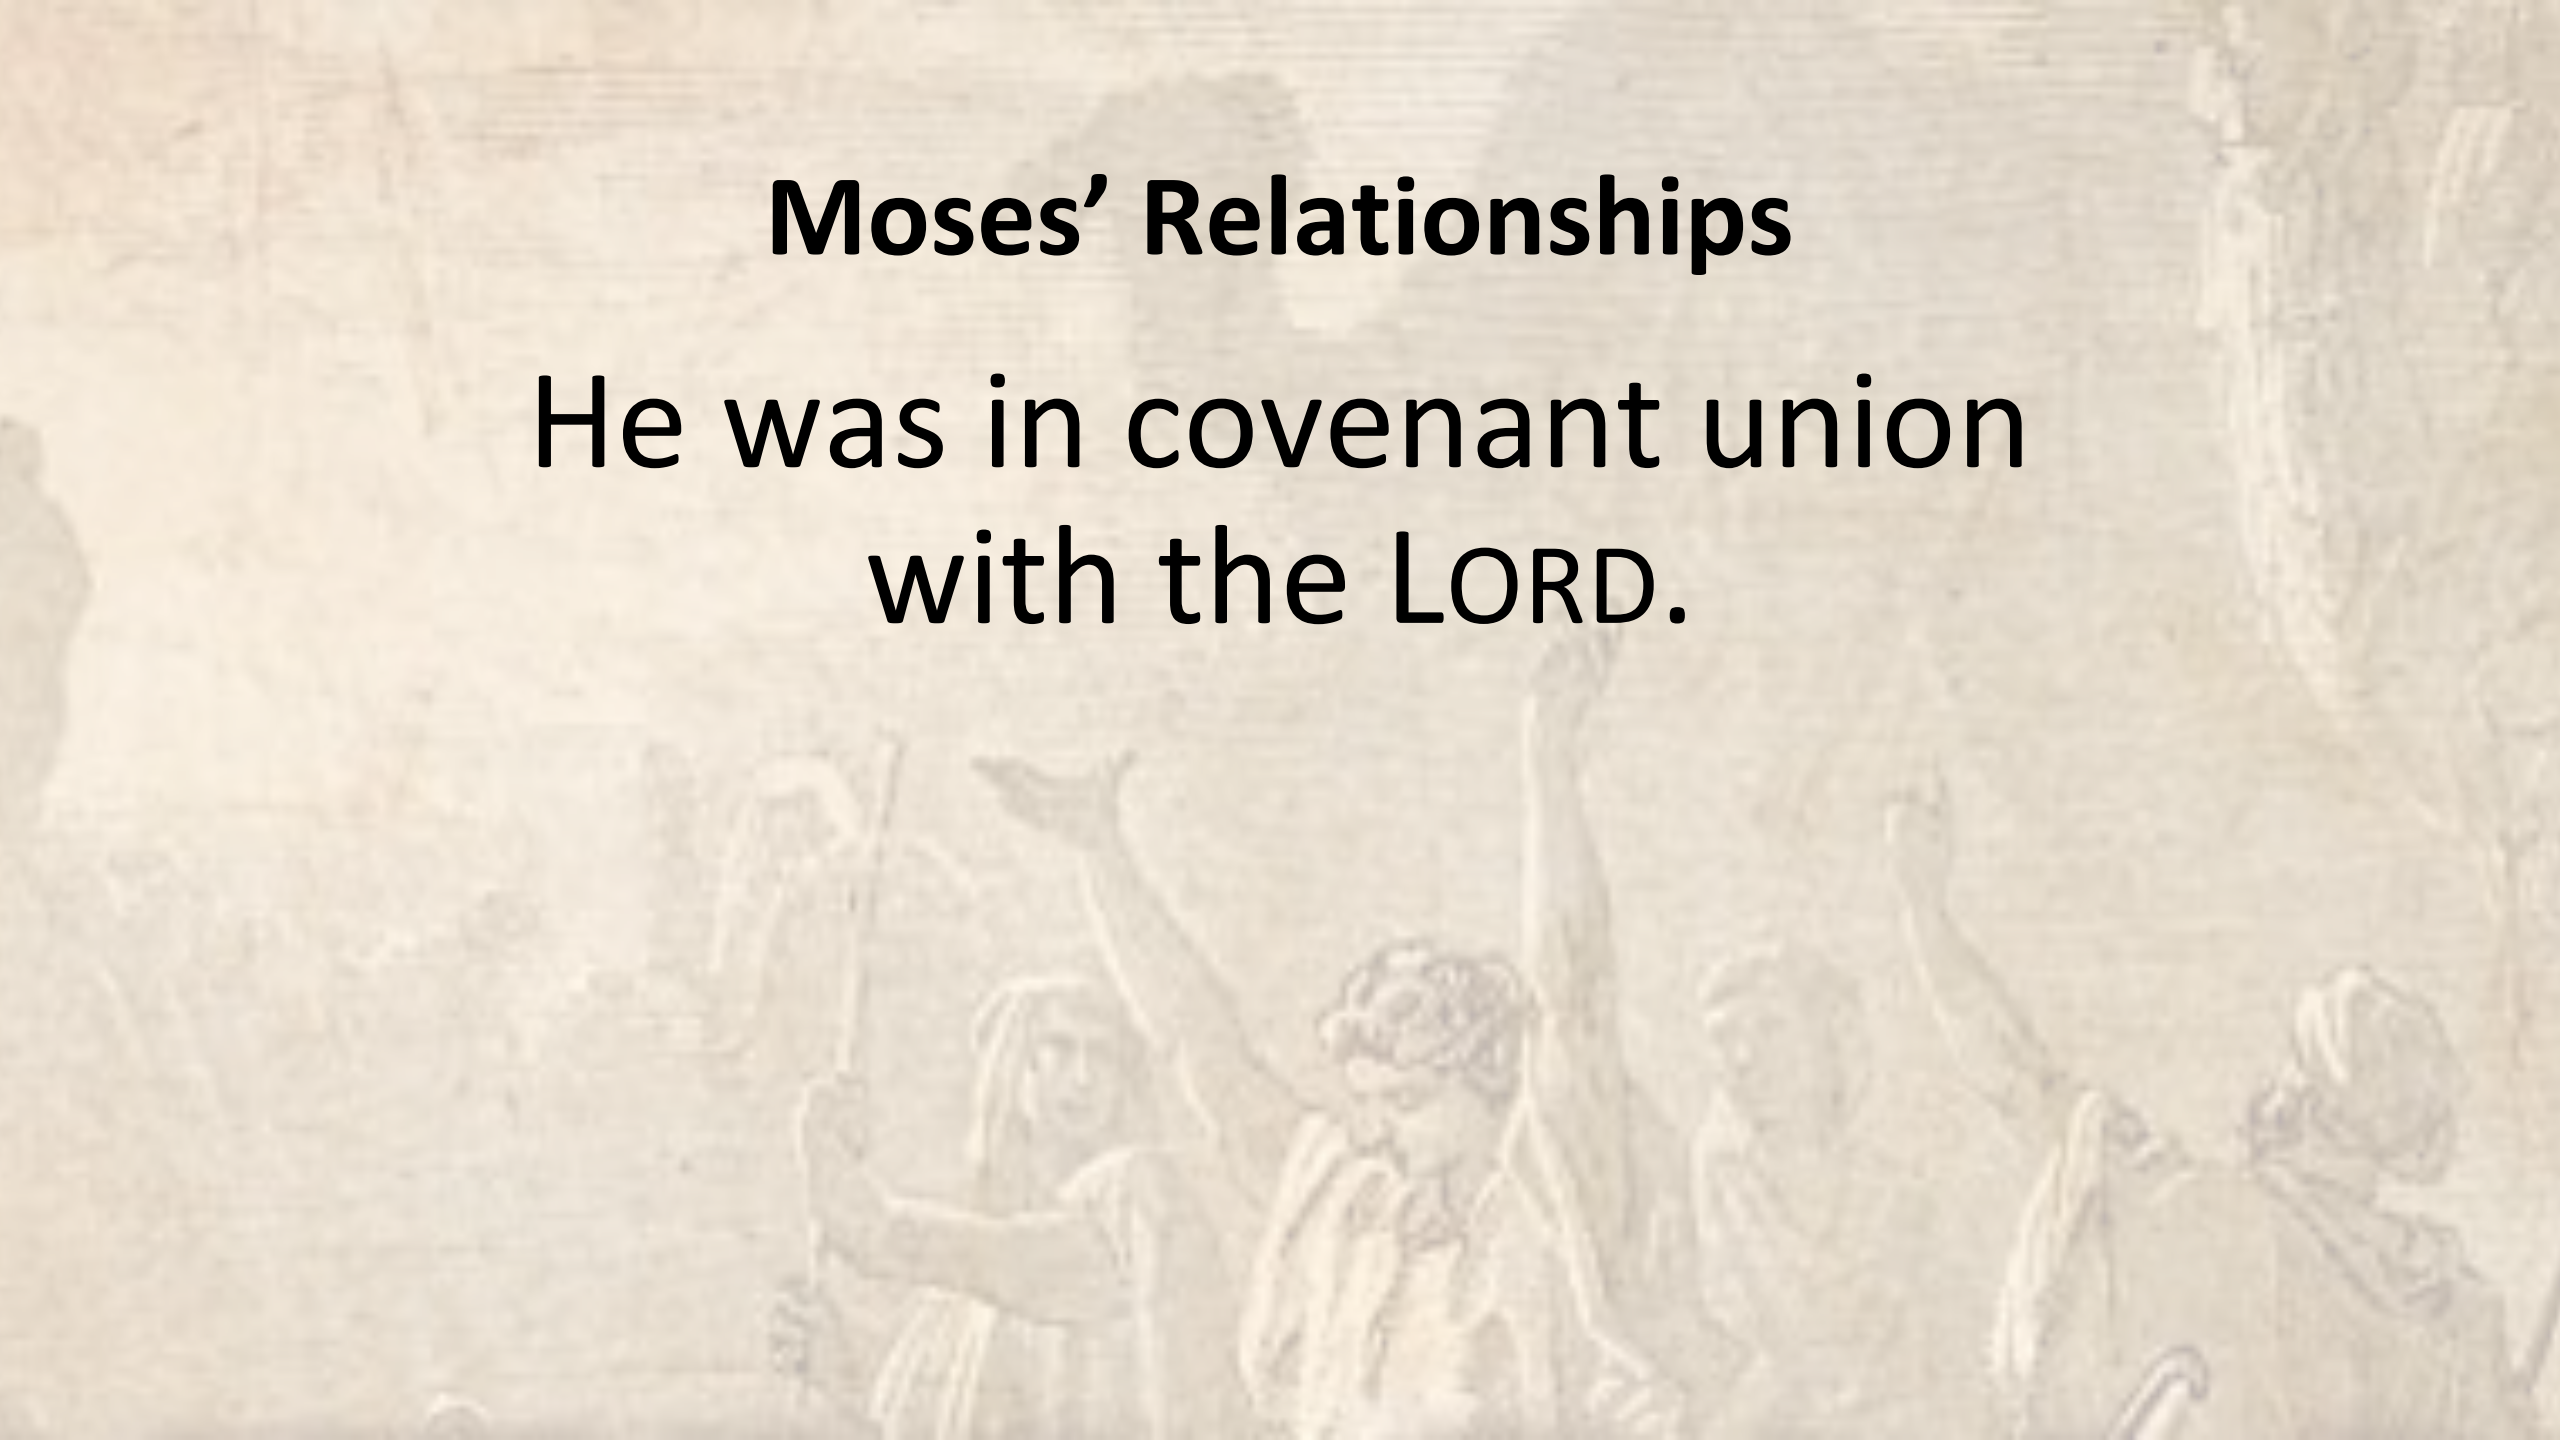 Moses’ Relationships
He was in covenant union
with the LORD.